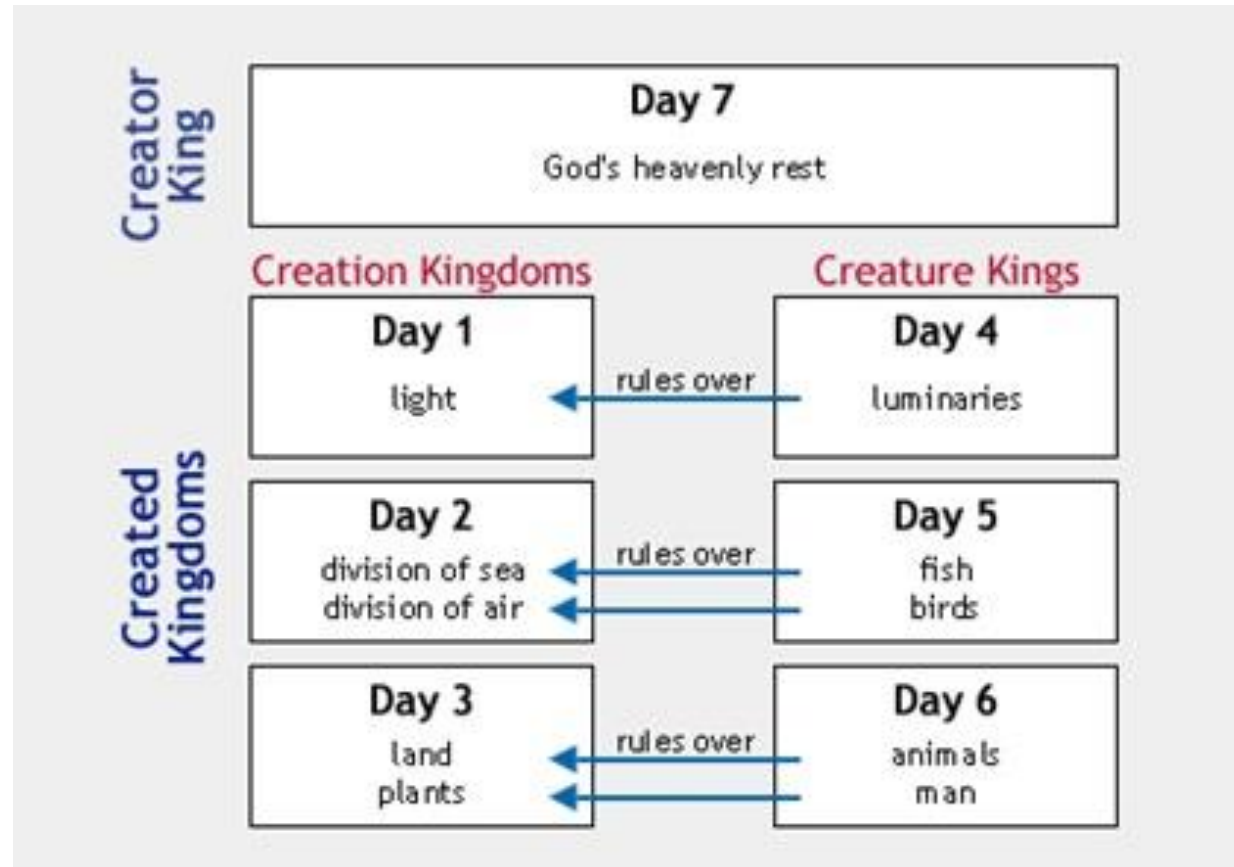 Creator
King
Day 7
God's heavenly rest
Creation Kingdoms
Creature Kings
Created
Kingdoms
Day 1
light
rules over
Day 4
luminaries
Day 2
division of sea
division of air
rules over
Day 5
fish
birds
Day 3
land
plants
rules over
Day 6
animals
man